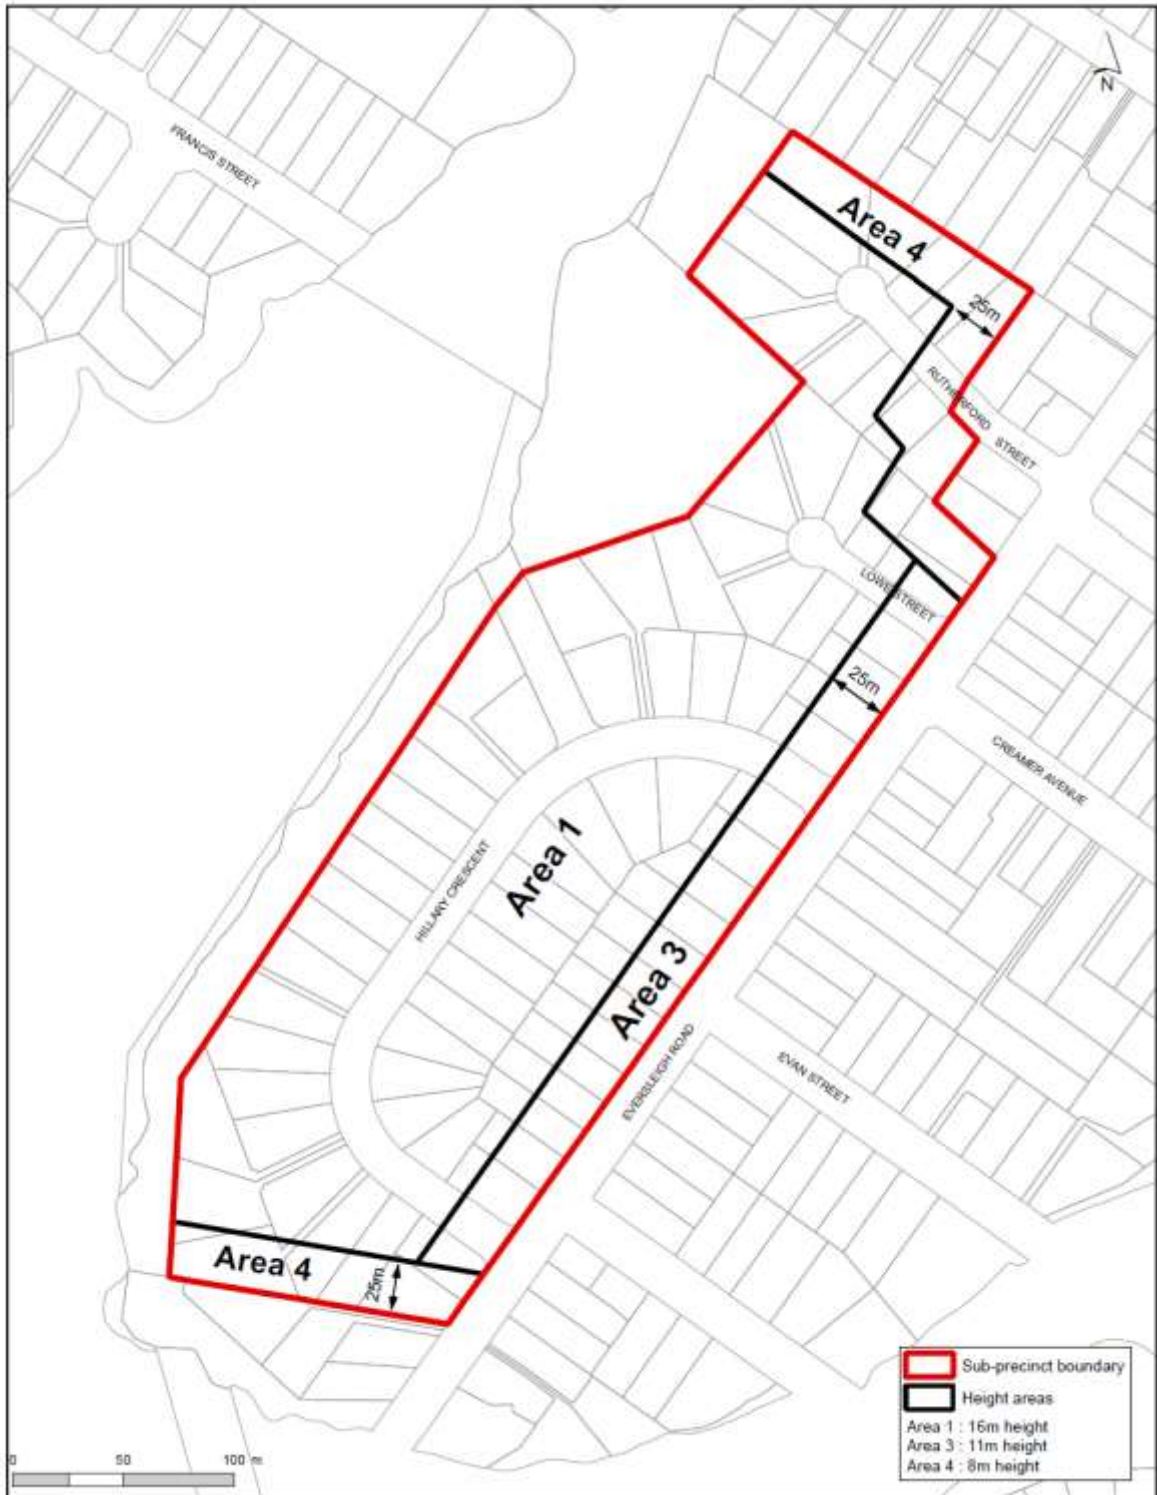 N
FRANCIS STREET
Area 4
25m
RUTHERFORD STREET
LOWE STREET
25m
CREAMER AVENUE
Area 1
HILLARY CRESCENT
Area 3
EVERSLEIGH ROAD
EVAN STREET
Area 4
25m
Sub-precinct boundary
Height areas
Area 1 : 16m height
Area 3 : 11m height
Area 4 : 8m height
0 50 100 m